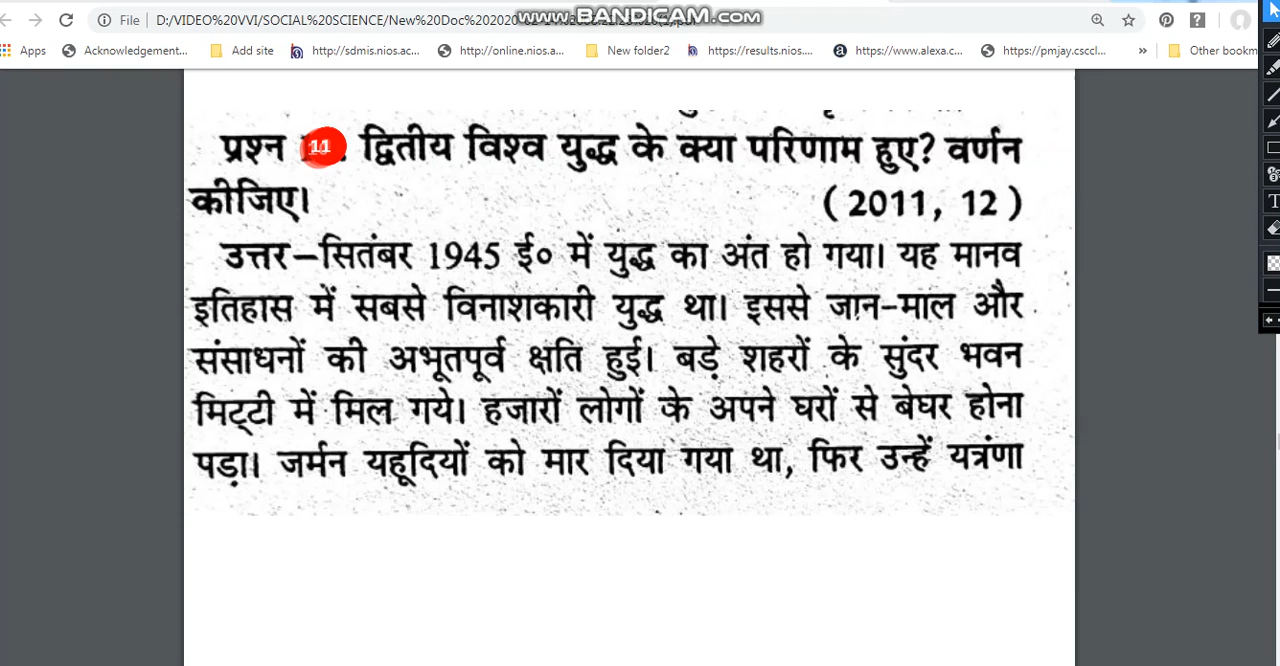 www.BANDICAM.com
File D:/VIDEO%20VVI/SOCIAL%20SCIENCE/New%20Doc%202020
Apps Acknowledgement... Add site http://sdmis.nios.ac... http://online.nios.a... New folder2 https://results.nios.... https://www.alexa.c... https://pmjay.csccl... » Other bookm
प्रश्न 11 द्वितीय विश्व युद्ध के क्या परिणाम हुए? वर्णन
कीजिए। (2011, 12)
उत्तर–सितंबर 1945 ई० में युद्ध का अंत हो गया। यह मानव
इतिहास में सबसे विनाशकारी युद्ध था। इससे जान-माल और
संसाधनों की अभूतपूर्व क्षति हुई। बड़े शहरों के सुंदर भवन
मिट्टी में मिल गये। हजारों लोगों के अपने घरों से बेघर होना
पड़ा। जर्मन यहूदियों को मार दिया गया था, फिर उन्हें यत्रंणा